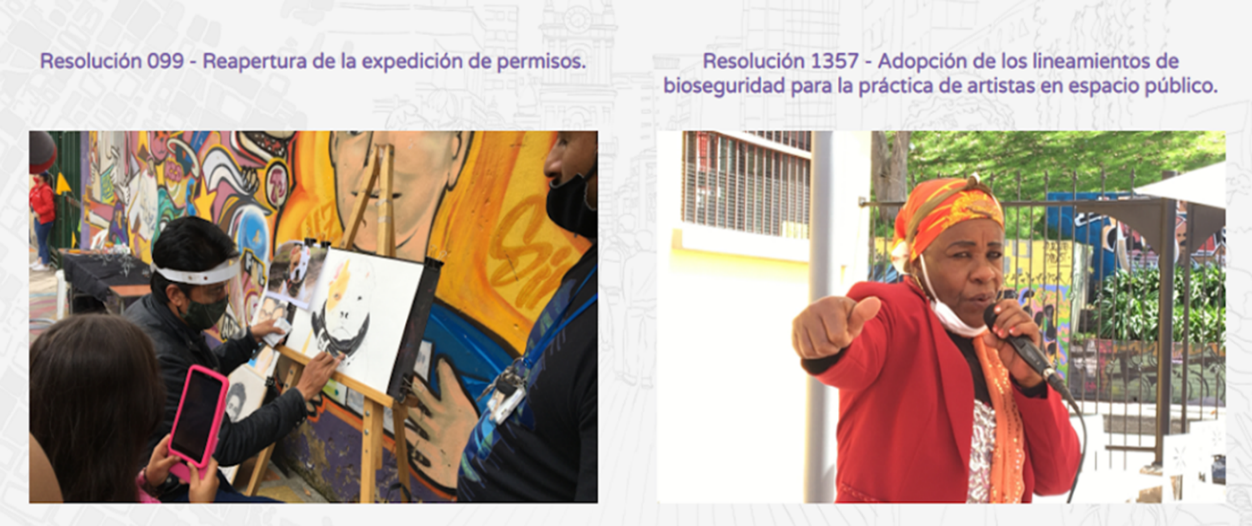 Resolución 099 - Reapertura de la expedición de permisos.
Resolución 1357 - Adopción de los lineamientos de
bioseguridad para la práctica de artistas en espacio público.